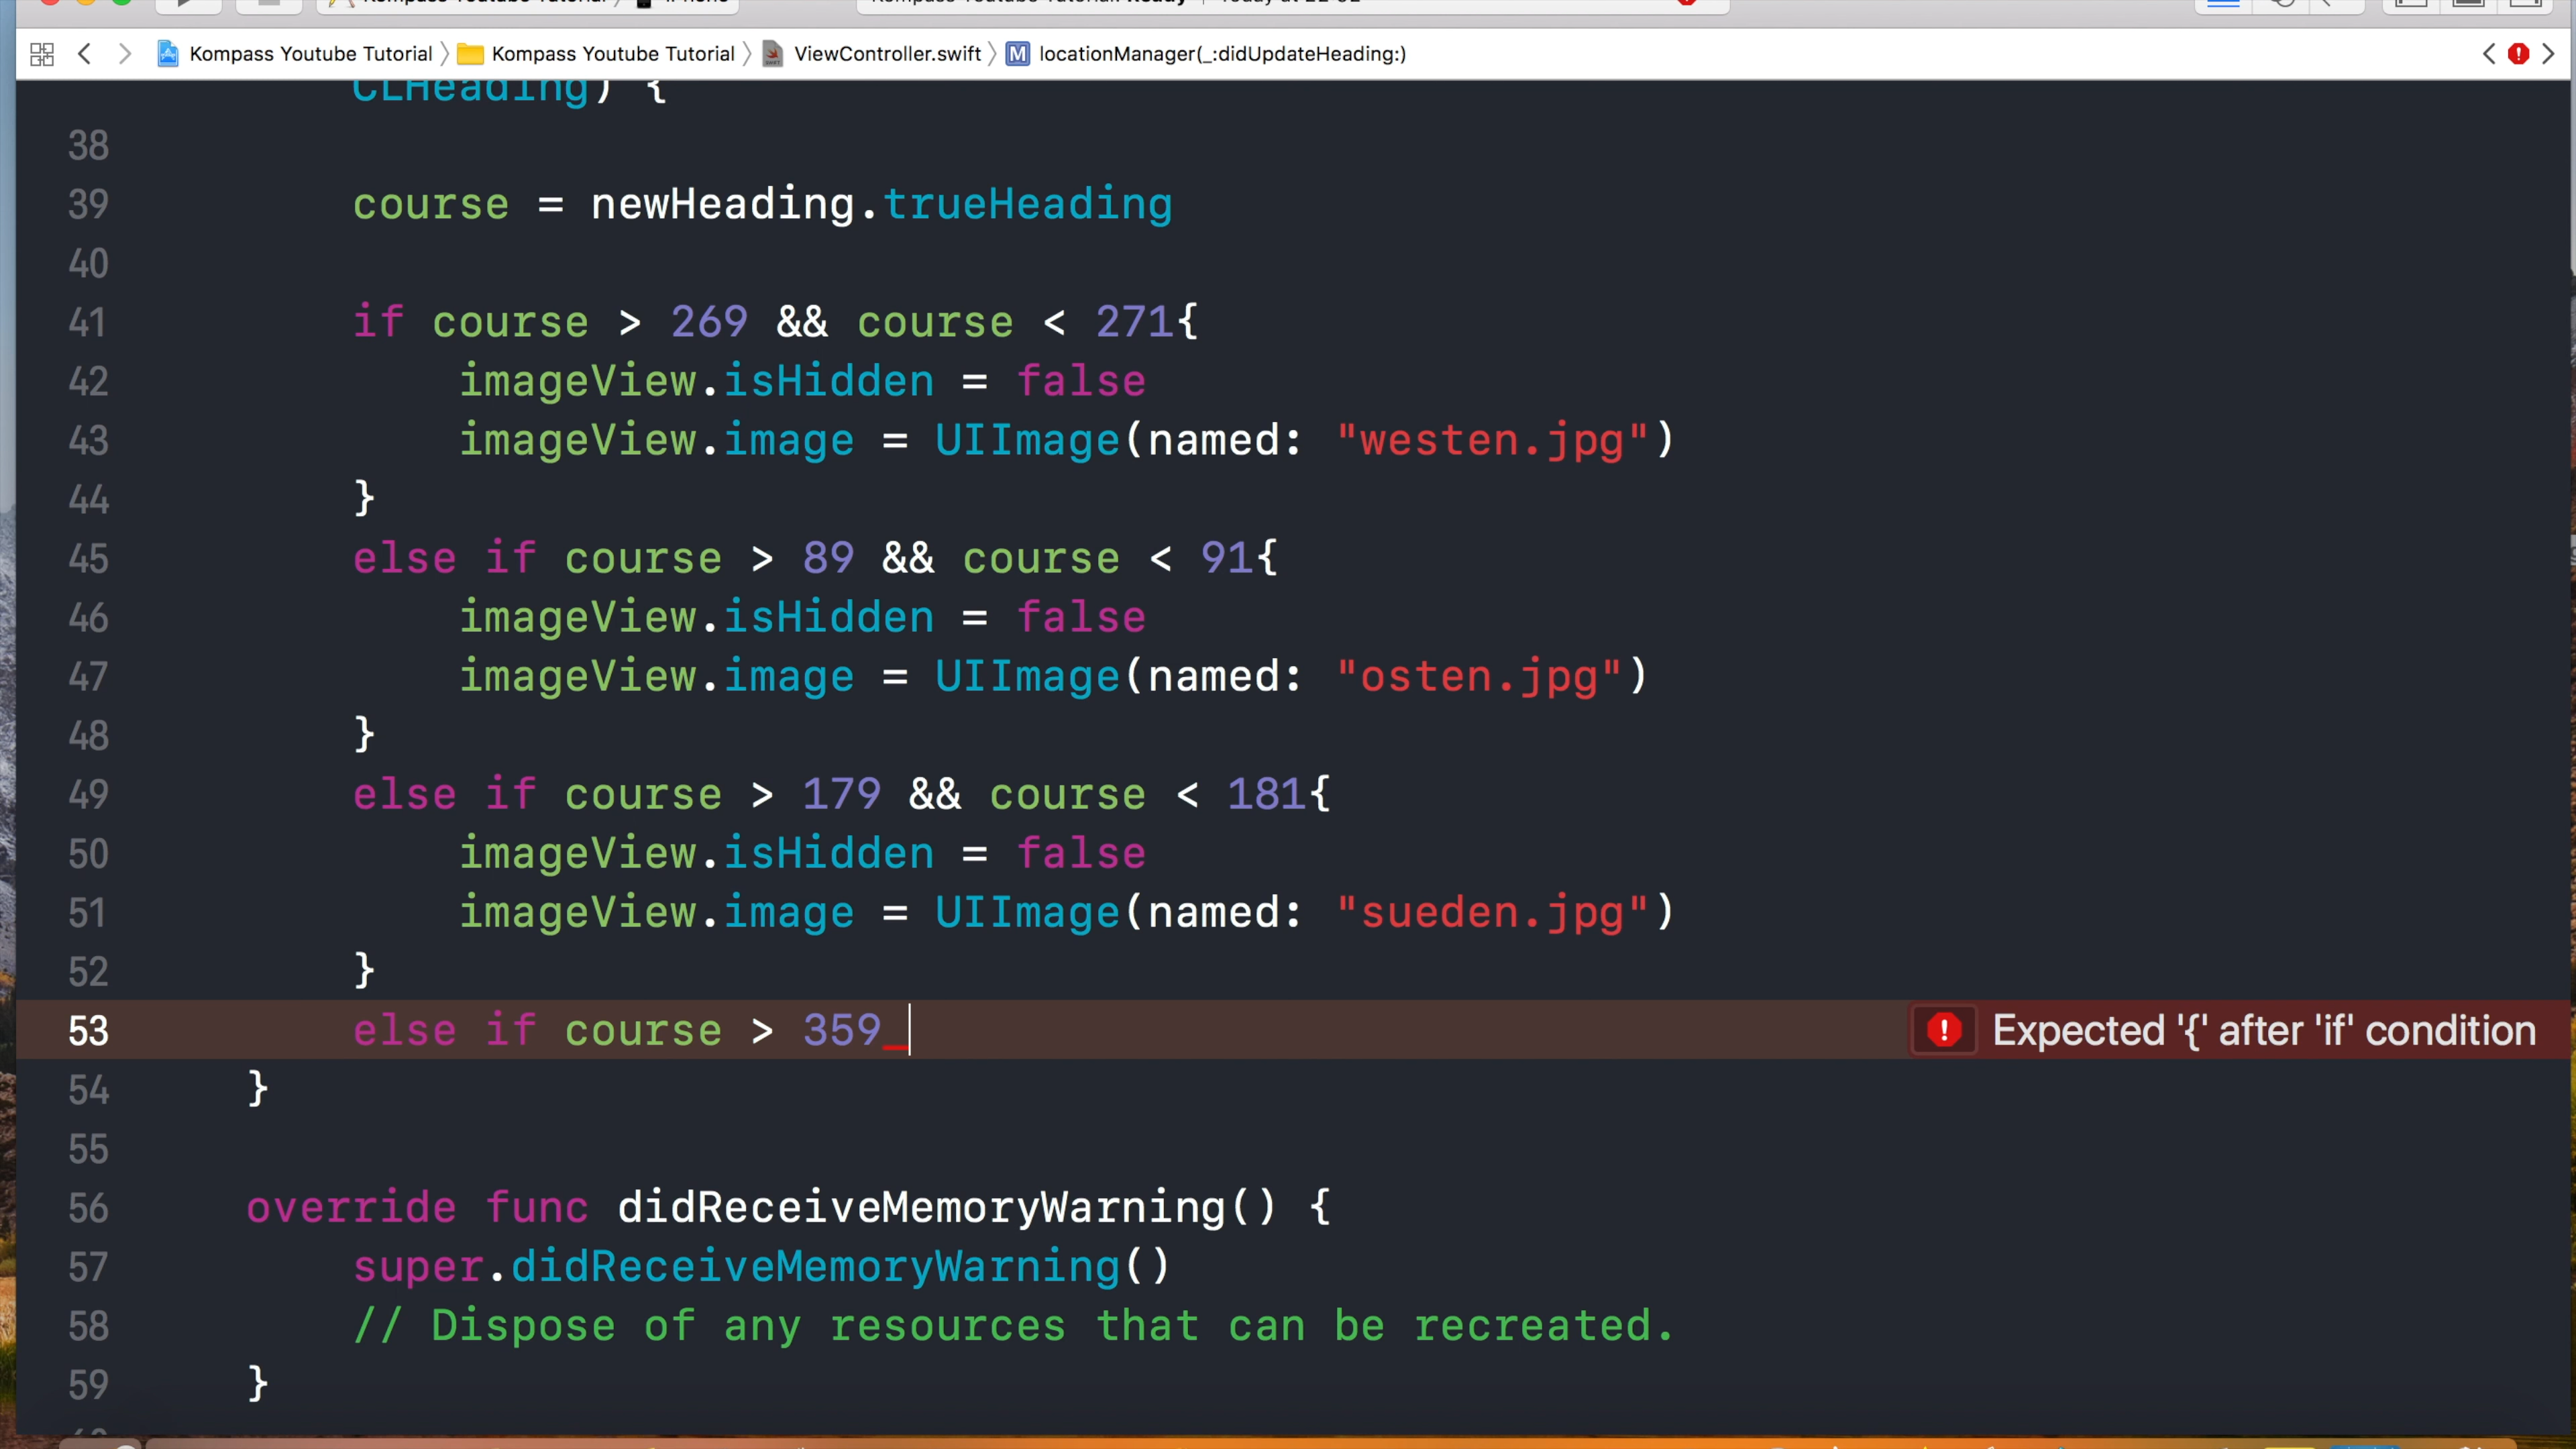 Kompass Youtube Tutorial Kompass Youtube Tutorial ViewController.swift M locationManager(_:didUpdateHeading:)
CLHeading) {
38
39 course = newHeading.trueHeading
40
41 if course > 269 && course < 271{
42 imageView.isHidden = false
43 imageView.image = UIImage(named: "westen.jpg")
44 }
45 else if course > 89 && course < 91{
46 imageView.isHidden = false
47 imageView.image = UIImage(named: "osten.jpg")
48 }
49 else if course > 179 && course < 181{
50 imageView.isHidden = false
51 imageView.image = UIImage(named: "sueden.jpg")
52 }
53 else if course > 359 Expected '{' after 'if' condition
54 }
55
56 override func didReceiveMemoryWarning() {
57 super.didReceiveMemoryWarning()
58 // Dispose of any resources that can be recreated.
59 }